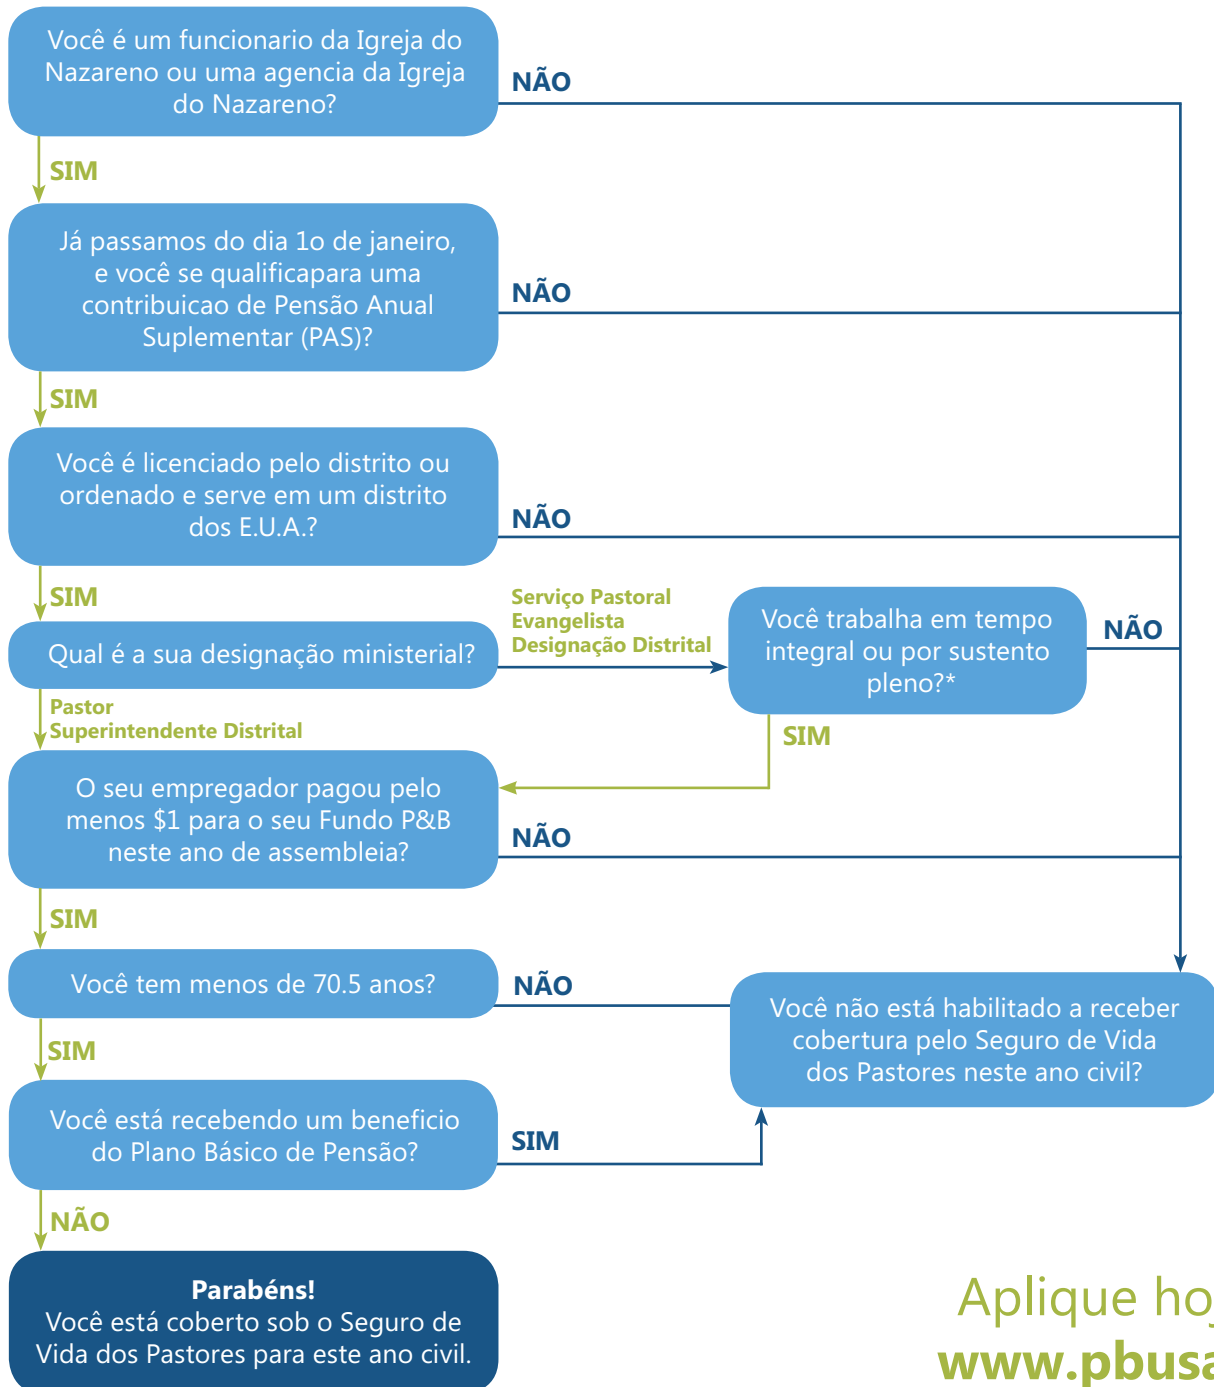 Você é um funcionario da Igreja do
Nazareno ou uma agencia da Igreja
do Nazareno?
NÃO
SIM
Já passamos do dia 1o de janeiro,
e você se qualificapara uma
contribuicao de Pensão Anual
Suplementar (PAS)?
NÃO
SIM
Você é licenciado pelo distrito ou
ordenado e serve em um distrito
dos E.U.A.?
NÃO
SIM
Qual é a sua designação ministerial?
Serviço Pastoral
Evangelista
Designação Distrital
Você trabalha em tempo
integral ou por sustento
pleno?*
NÃO
SIM
Pastor
Superintendente Distrital
O seu empregador pagou pelo
menos $1 para o seu Fundo P&B
neste ano de assembleia?
NÃO
SIM
Você tem menos de 70.5 anos?
NÃO
Você não está habilitado a receber
cobertura pelo Seguro de Vida
dos Pastores neste ano civil?
SIM
Você está recebendo um beneficio
do Plano Básico de Pensão?
SIM
NÃO
Parabéns!
Você está coberto sob o Seguro de
Vida dos Pastores para este ano civil.
Aplique
www.pbusa